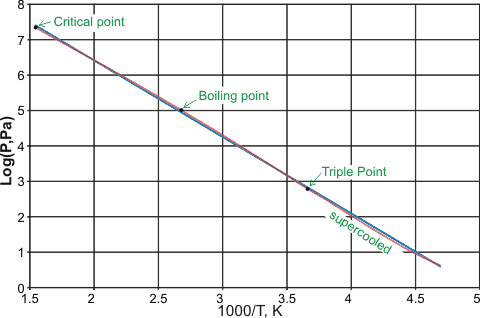 8
Critical point
7
6
Boiling point
5
Log(P,Pa)
4
Triple Point
3
supercooled
2
1
0
1.5 2 2.5 3 3.5 4 4.5 5
1000/T, K